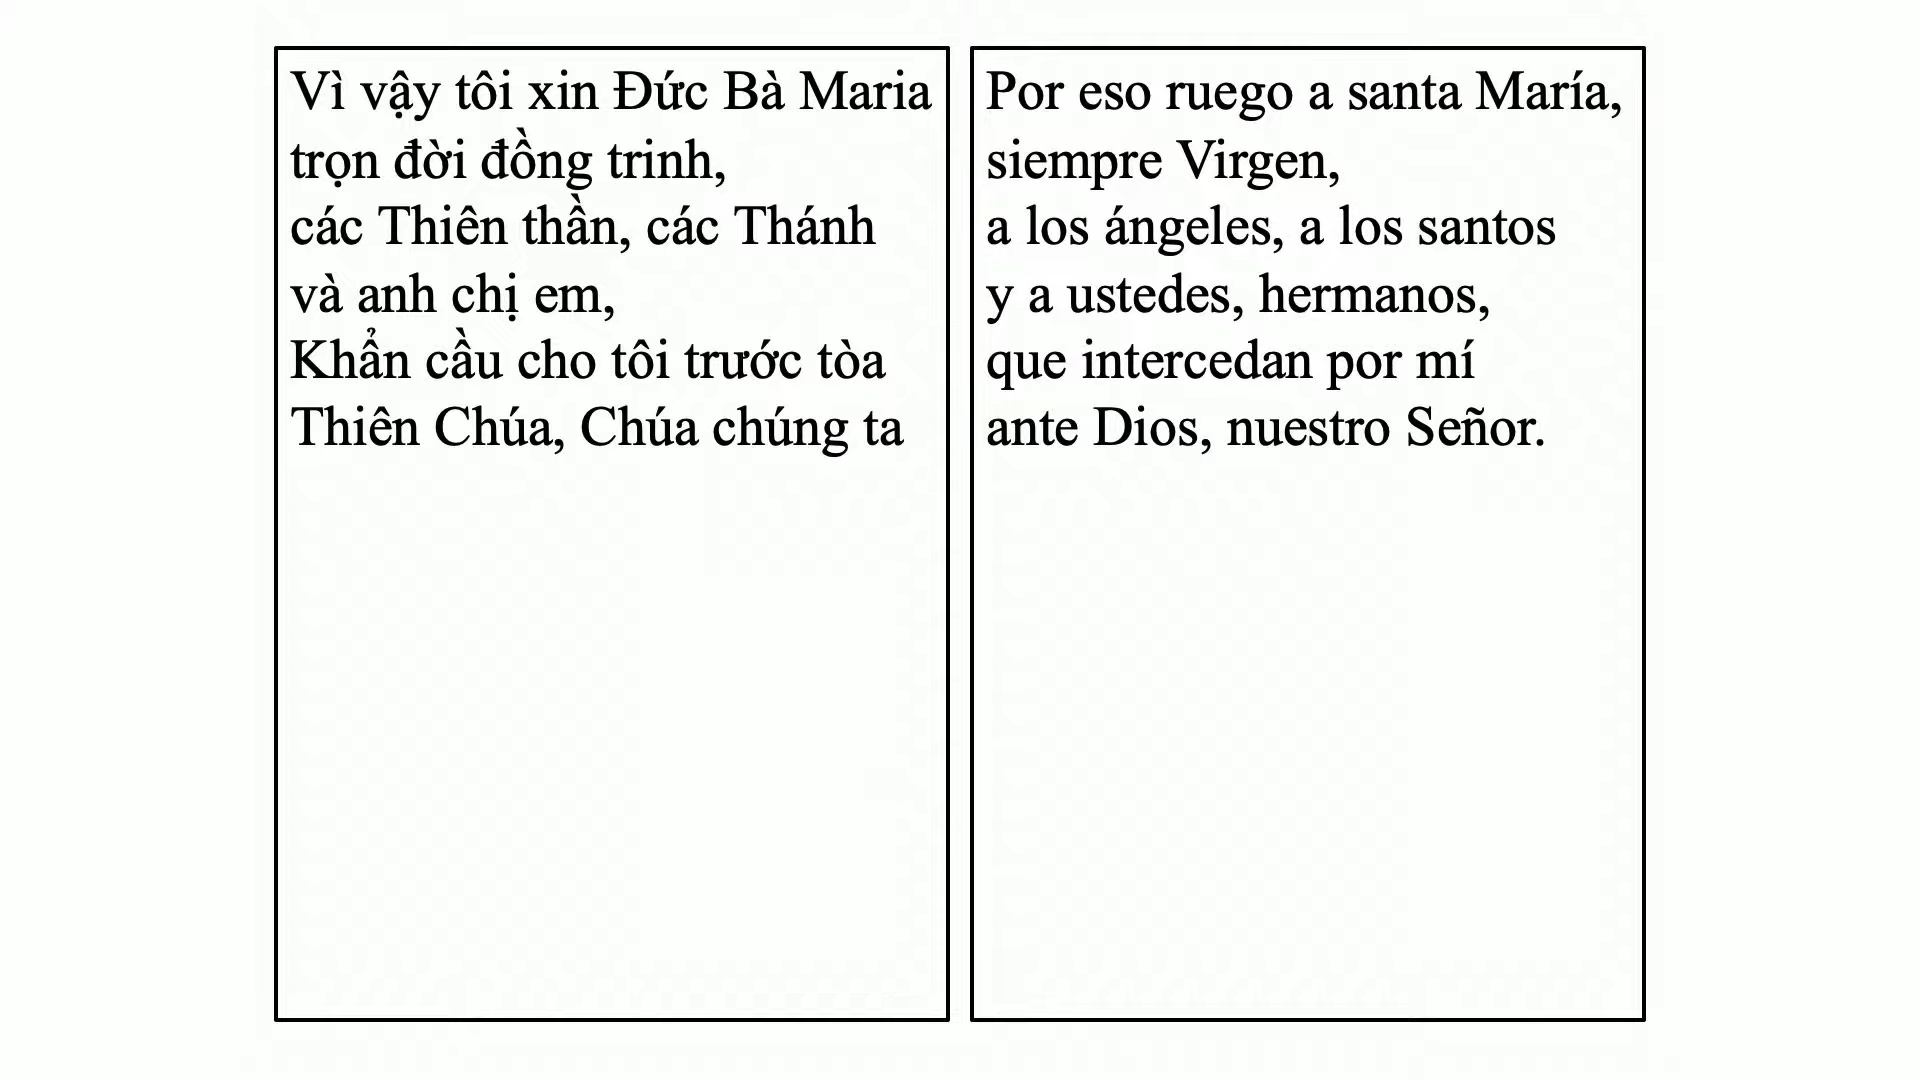 Vì vậy tôi xin Đức Bà Maria
trọn đời đồng trinh,
các Thiên thần, các Thánh
và anh chị em,
Khẩn cầu cho tôi trước tòa
Thiên Chúa, Chúa chúng ta
Por eso ruego a santa María,
siempre Virgen,
a los ángeles, a los santos
y a ustedes, hermanos,
que intercedan por mí
ante Dios, nuestro Señor.